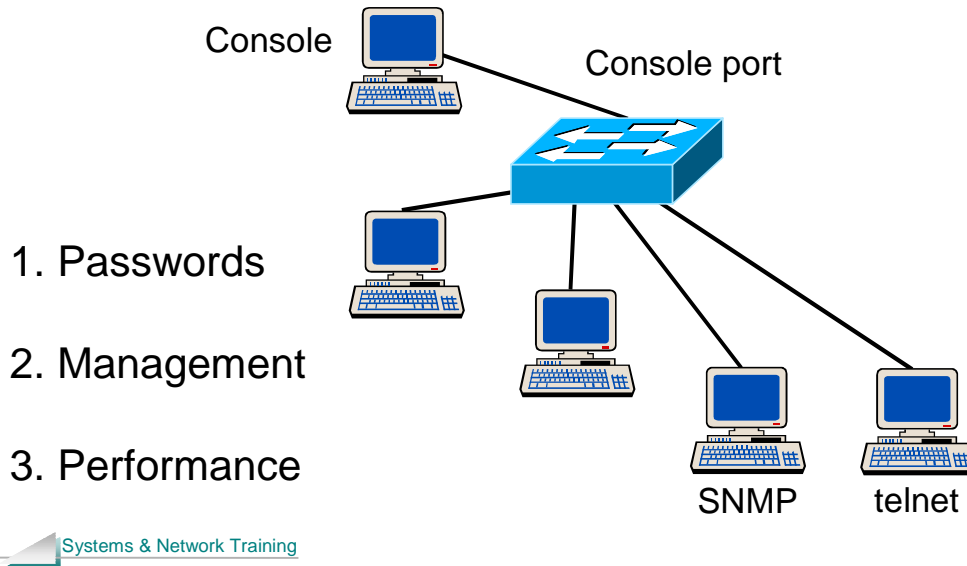 Console
Console port
1. Passwords
2. Management
3. Performance
SNMP
telnet
Systems & Network Training